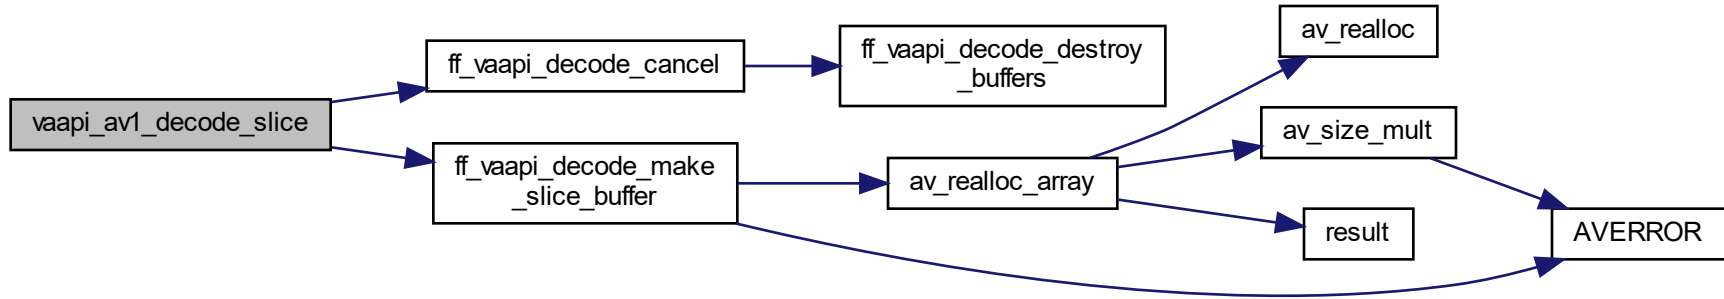 vaapi_av1_decode_slice
ff_vaapi_decode_cancel
ff_vaapi_decode_destroy
_buffers
ff_vaapi_decode_make
_slice_buffer
av_realloc_array
av_realloc
av_size_mult
result
AVERROR